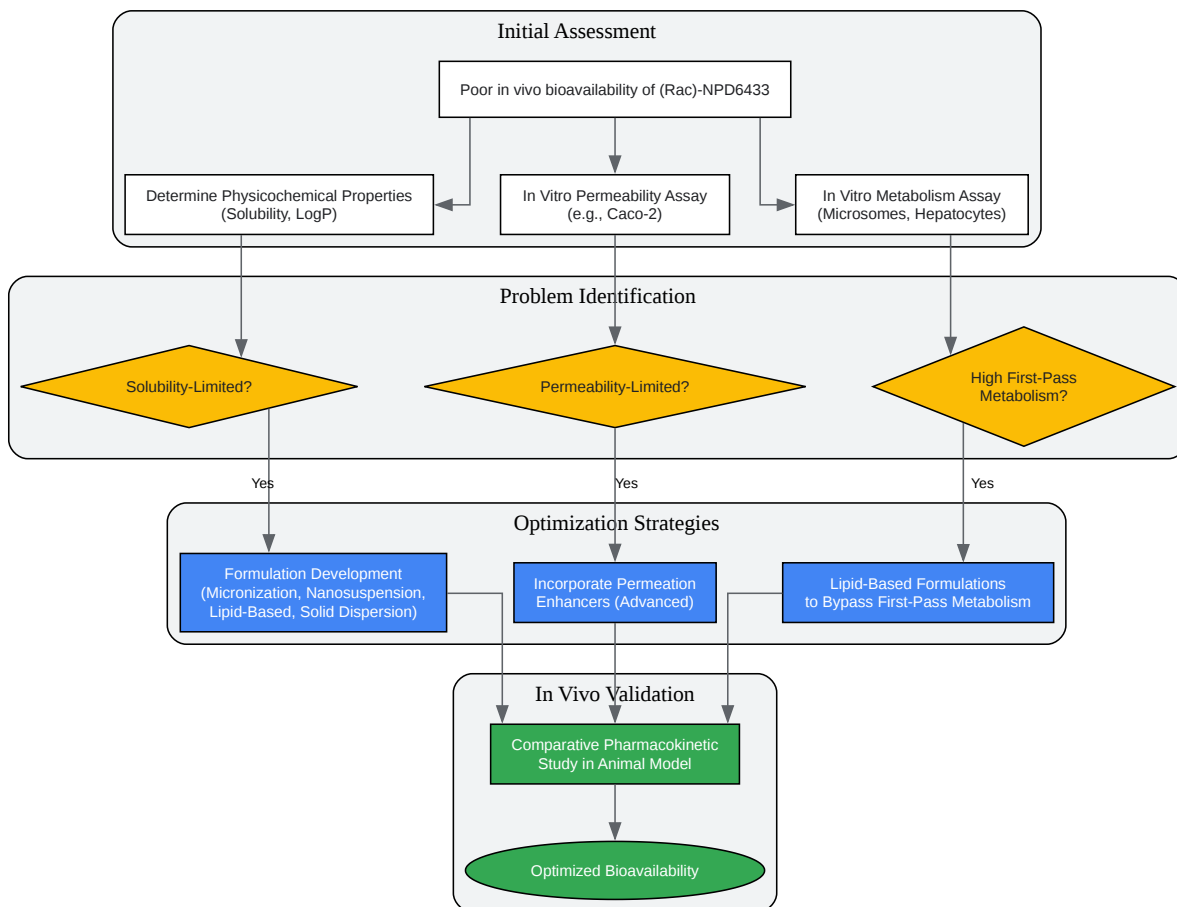 Initial Assessment
Poor in vivo bioavailability of (Rac)-NPD6433
Determine Physicochemical Properties
(Solubility, LogP)
In Vitro Permeability Assay
(e.g., Caco-2)
In Vitro Metabolism Assay
(Microsomes, Hepatocytes)
Problem Identification
Solubility-Limited?
Permeability-Limited?
High First-Pass
Metabolism?
Yes
Yes
Yes
Optimization Strategies
Formulation Development
(Micronization, Nanosuspension,
Lipid-Based, Solid Dispersion)
Incorporate Permeation
Enhancers (Advanced)
Lipid-Based Formulations
to Bypass First-Pass Metabolism
In Vivo Validation
Comparative Pharmacokinetic
Study in Animal Model
Optimized Bioavailability